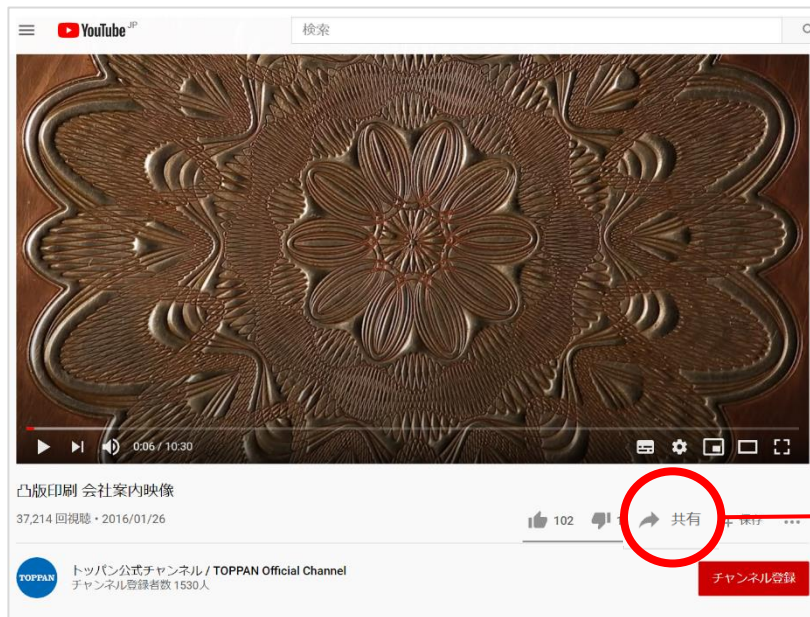 YouTube JP
検索
0:06 / 10:30
凸版印刷 会社案内映像
37,214 回視聴・2016/01/26
102
共有
保存
TOPPAN
トッパン公式チャンネル / TOPPAN Official Channel
チャンネル登録者数 1530人
チャンネル登録